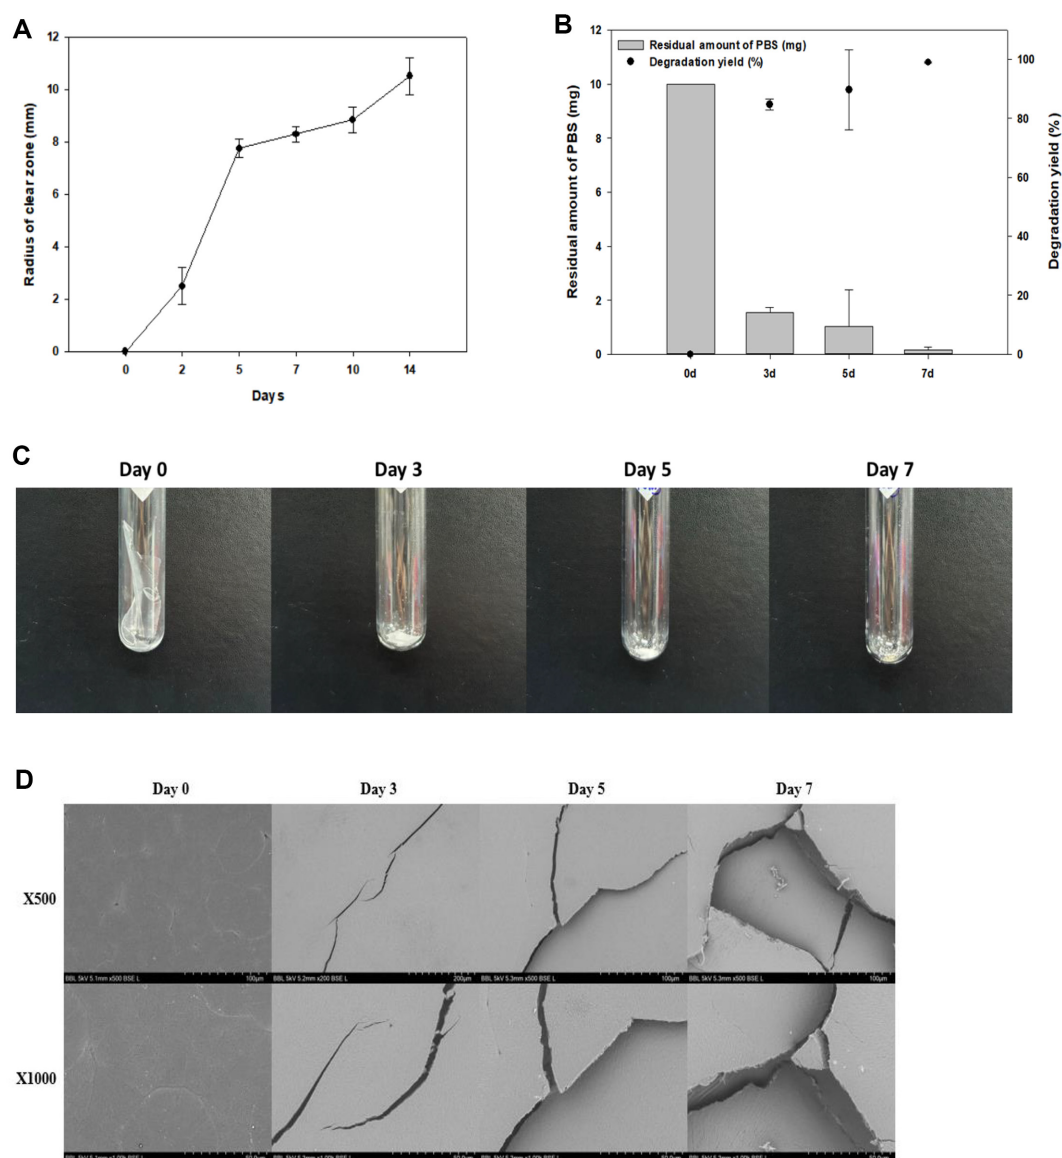 A
Radius of clear zone (mm)
12
10
8
6
4
2
0
0 2 5 7 10 14
Days
B
Residual amount of PBS (mg)
Degradation yield (%)
Residual amount of PBS (mg)
12
10
8
6
4
2
0
100
80
60
40
20
0
Degradation yield (%)
0d 3d 5d 7d
C
Day 0 Day 3 Day 5 Day 7
D
Day 0 Day 3 Day 5 Day 7
X500
BBL 5kV 5.1mm x500 BSE L 100µm
BBL 5kV 5.2mm x200 BSE L 200µm
BBL 5kV 5.3mm x500 BSE L 100µm
BBL 5kV 5.3mm x500 BSE L 100µm
X1000